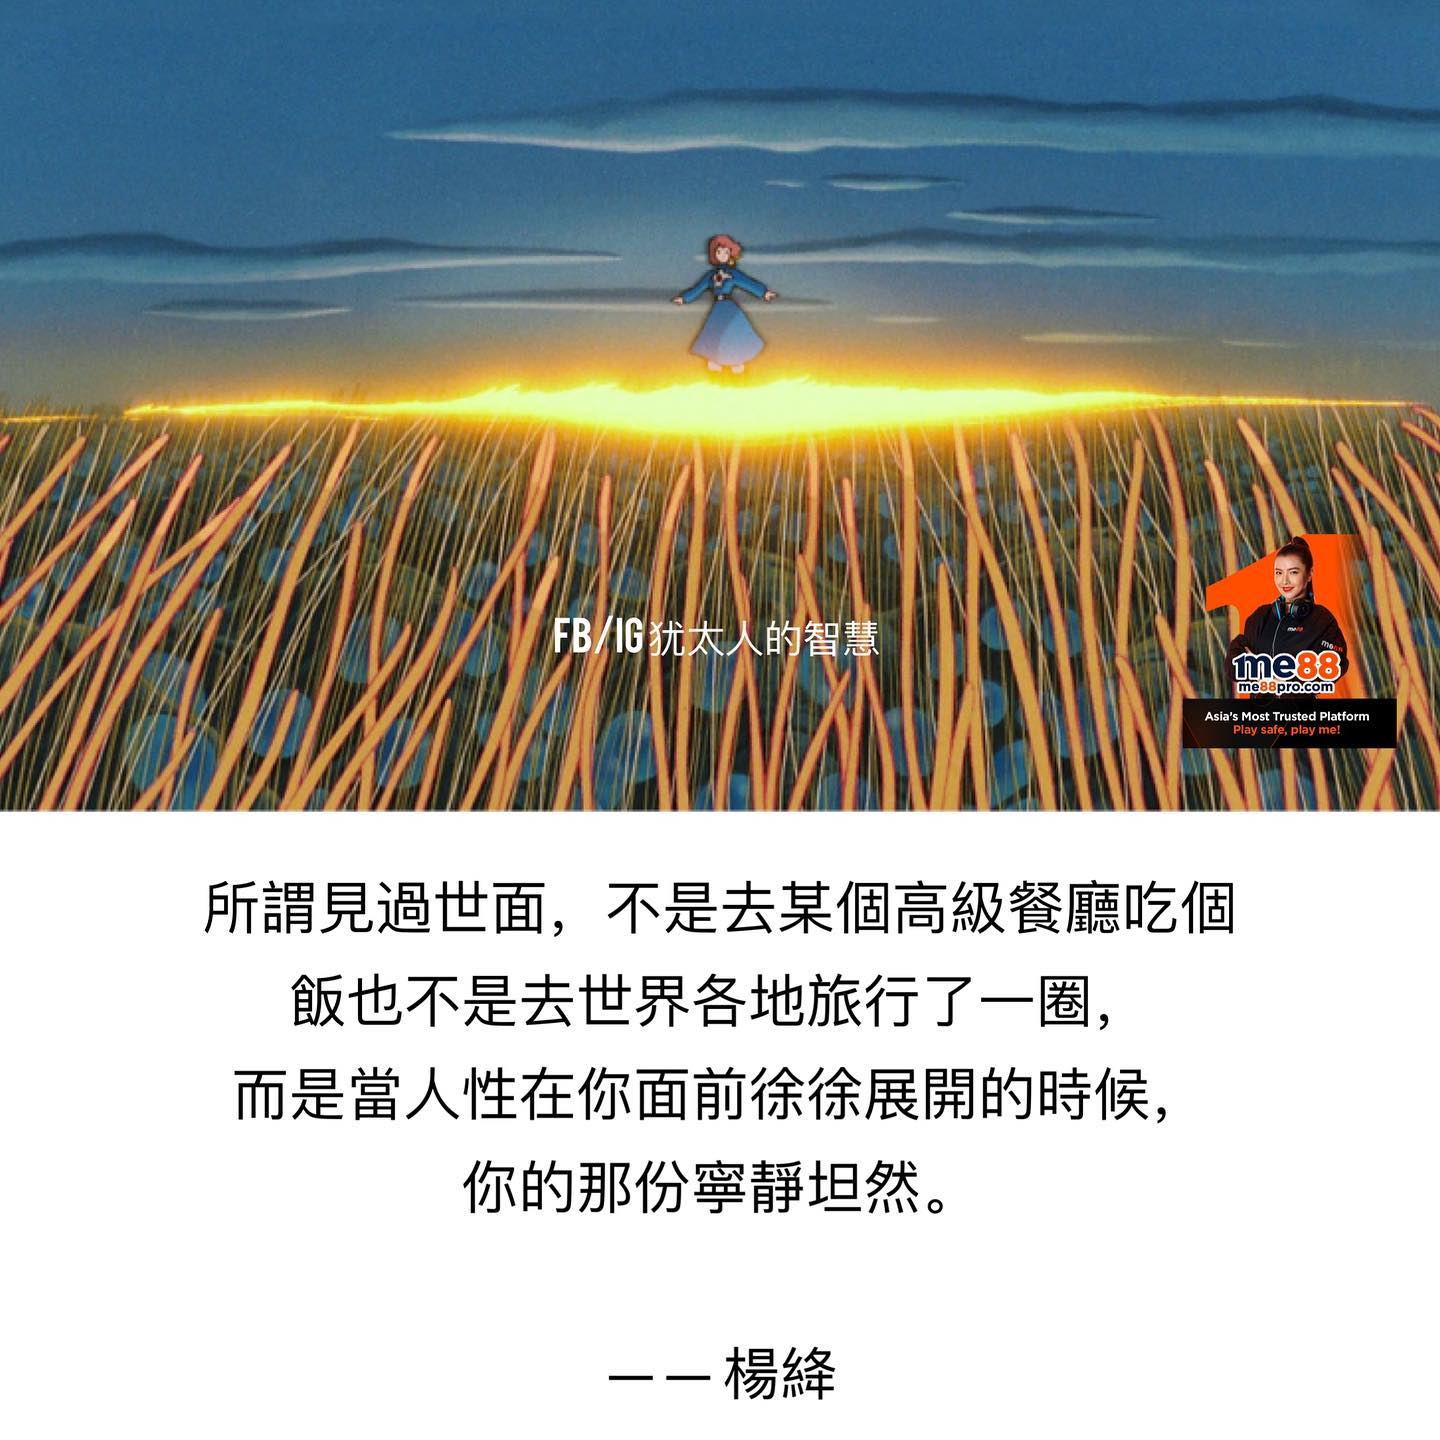 FB/IG犹太人的智慧
me88
me88
me88
me88pro.com
Asia's Most Trusted Platform
Play safe, play me!
所謂見過世面，不是去某個高級餐廳吃個
飯也不是去世界各地旅行了一圈，
而是當人性在你面前徐徐展開的時候，
你的那份寧靜坦然。
——楊絳